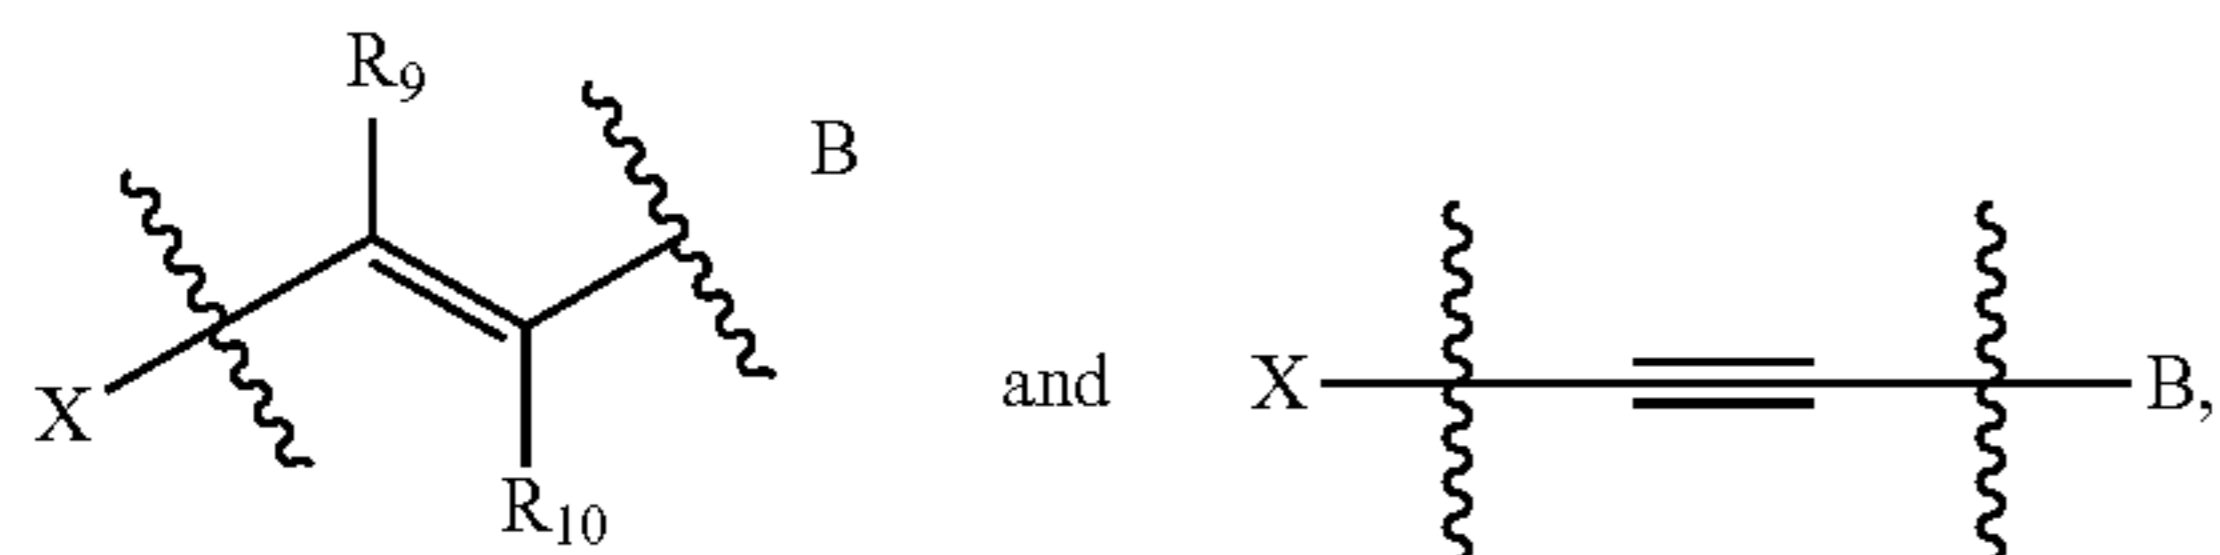 R₉
B
X
R₁₀
and X B,